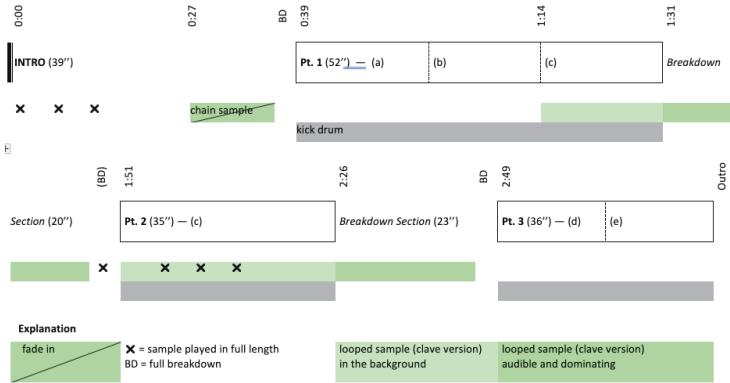 0:00 0:27 BD 0:39 1:14 1:31
INTRO (39’’) Pt. 1 (52’’) — (a) (b) (c) Breakdown
chain sample
kick drum
(BD) 1:51 2:26 BD 2:49 Outro
Section (20’’) Pt. 2 (35’’) — (c) Breakdown Section (23’’) Pt. 3 (36’’) — (d) (e)
Explanation
fade in
✖ = sample played in full length
BD = full breakdown
looped sample (clave version)
in the background
looped sample (clave version)
audible and dominating